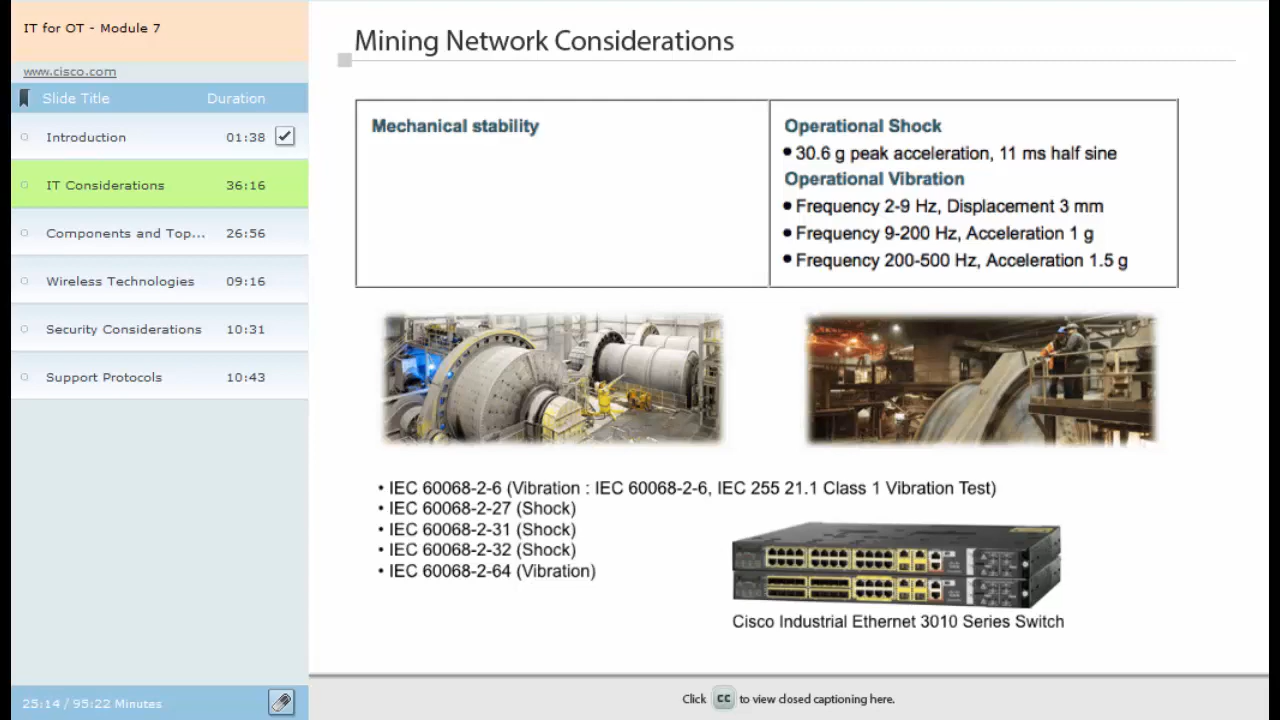 IT for OT - Module 7
www.cisco.com
Slide Title Duration
Introduction 01:38
IT Considerations 36:16
Components and Top... 26:56
Wireless Technologies 09:16
Security Considerations 10:31
Support Protocols 10:43
25:14 / 95:22 Minutes
Mining Network Considerations
Mechanical stability
Operational Shock
• 30.6 g peak acceleration, 11 ms half sine
Operational Vibration
• Frequency 2-9 Hz, Displacement 3 mm
• Frequency 9-200 Hz, Acceleration 1 g
• Frequency 200-500 Hz, Acceleration 1.5 g
• IEC 60068-2-6 (Vibration : IEC 60068-2-6, IEC 255 21.1 Class 1 Vibration Test)
• IEC 60068-2-27 (Shock)
• IEC 60068-2-31 (Shock)
• IEC 60068-2-32 (Shock)
• IEC 60068-2-64 (Vibration)
Cisco Industrial Ethernet 3010 Series Switch
Click CC to view closed captioning here.